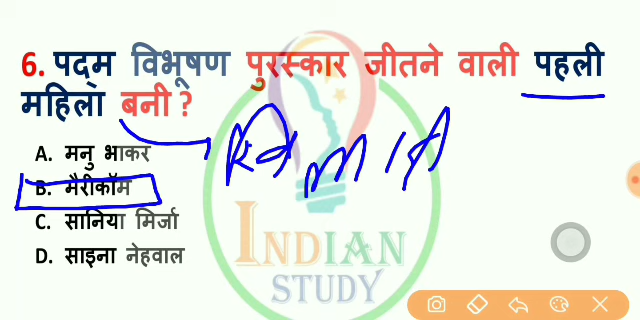 6. पद्म विभूषण पुरस्कार जीतने वाली पहली
महिला बनी ?
A. मनु भाकर
B. मैरीकॉम
C. सानिया मिर्जा
D. साइना नेहवाल
INDIAN
STUDY